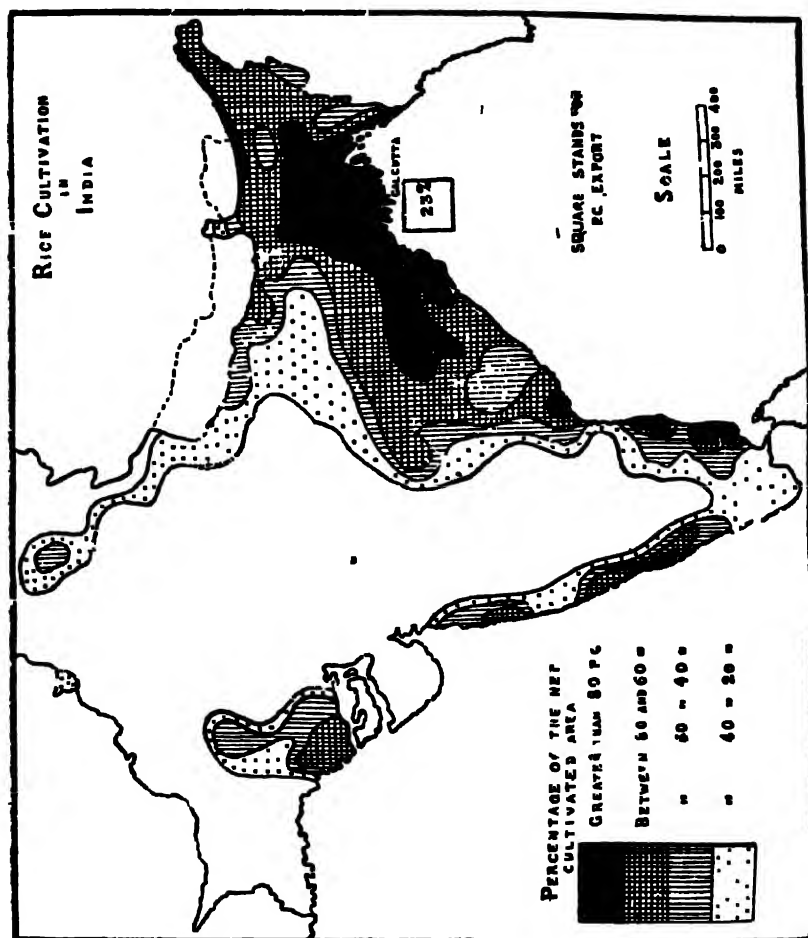 RICE CULTIVATION
IN
INDIA
CALCUTTA
SQUARE STANDS FOR
P.C. EXPORT
SCALE
0 100 200 300 400
MILES
PERCENTAGE OF THE NET
CULTIVATED AREA
GREATER THAN 80 PC
BETWEEN 80 AND 60 "
" 60 " 40 "
" 40 " 20 "